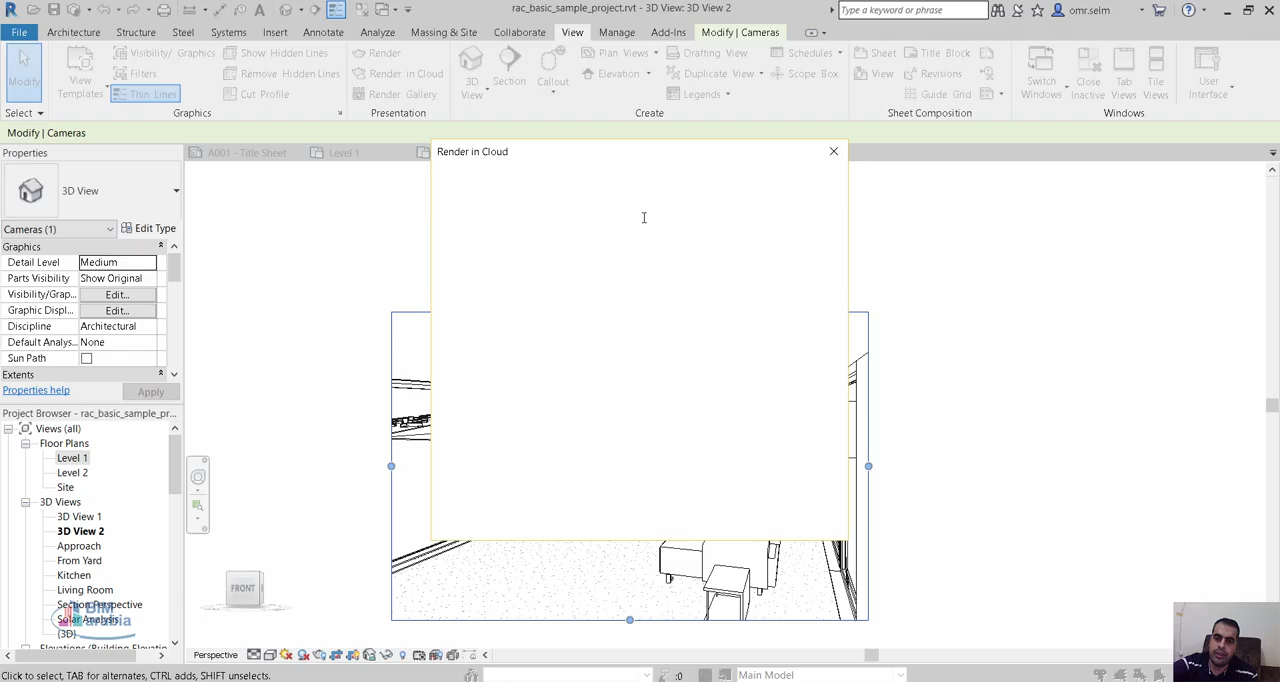 rac_basic_sample_project.rvt - 3D View: 3D View 2
Type a keyword or phrase
omr.selm
File
Architecture
Structure
Steel
Systems
Insert
Annotate
Analyze
Massing & Site
Collaborate
View
Manage
Add-Ins
Modify | Cameras
Modify
Select
View
Templates
Visibility/ Graphics
Filters
Thin Lines
Show Hidden Lines
Remove Hidden Lines
Cut Profile
Graphics
Render
Render in Cloud
Render Gallery
Presentation
3D
View
Section
Callout
Plan Views
Elevation
Drafting View
Duplicate View
Legends
Schedules
Scope Box
Create
Sheet
View
Title Block
Revisions
Guide Grid
Sheet Composition
Switch
Windows
Close
Inactive
Tab
Views
Tile
Views
Windows
User
Interface
Modify | Cameras
Properties
3D View
Cameras (1)
Edit Type
Graphics
Detail Level
Medium
Parts Visibility
Show Original
Visibility/Grap...
Edit...
Graphic Displ...
Edit...
Discipline
Architectural
Default Analys...
None
Sun Path
Extents
Properties help
Apply
A001 - Title Sheet
Level 1
Render in Cloud
Project Browser - rac_basic_sample_pr...
Views (all)
Floor Plans
Level 1
Level 2
Site
3D Views
3D View 1
3D View 2
Approach
From Yard
Kitchen
Living Room
Section Perspective
Solar Analysis
{3D}
Elevations (Building Elevatio
BIM
arabia
FRONT
Perspective
Click to select, TAB for alternates, CTRL adds, SHIFT unselects.
:0
Main Model